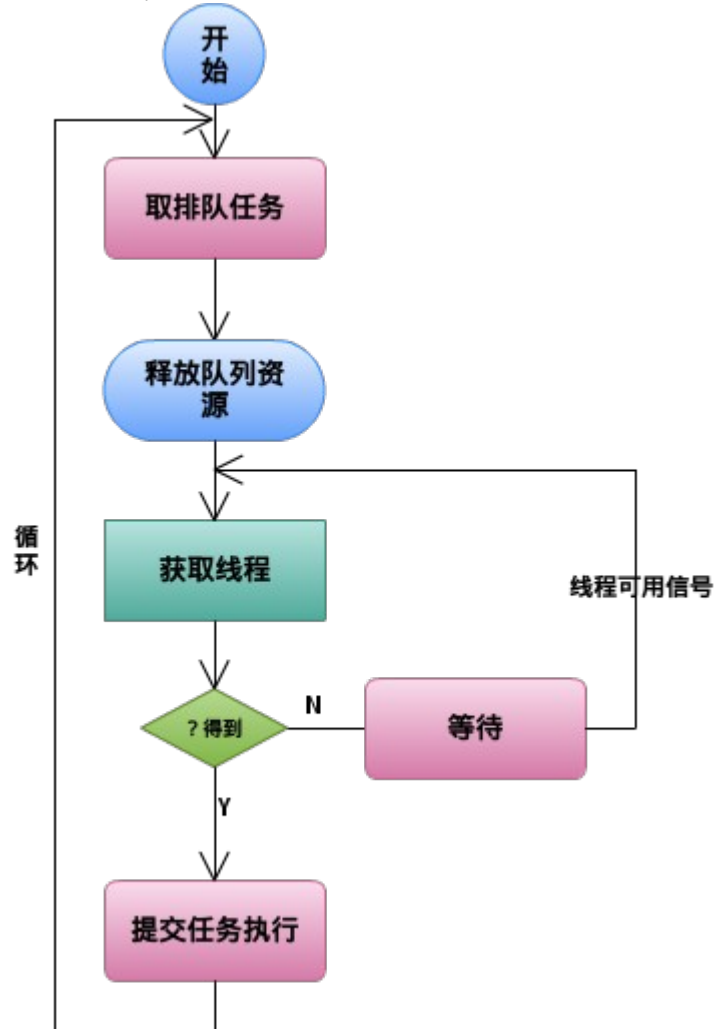 开
始
取排队任务
释放队列资
源
循
环
获取线程
线程可用信号
?得到
N
等待
Y
提交任务执行